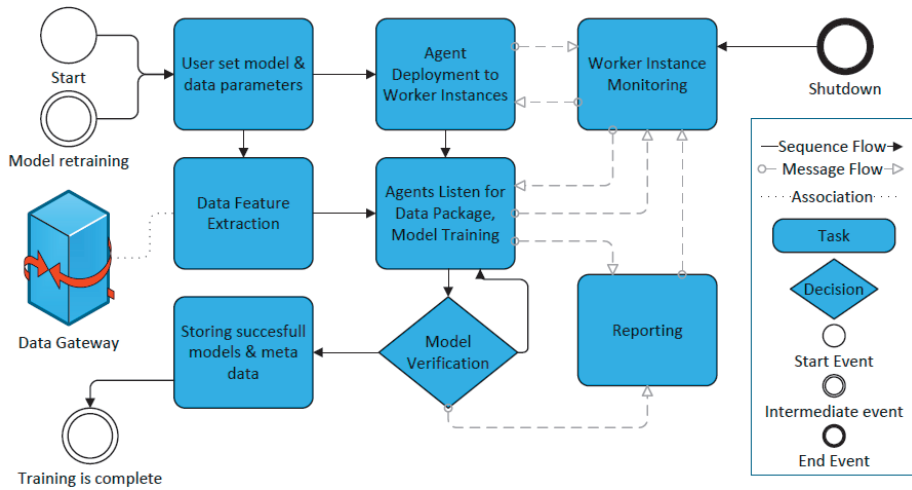 Start
Model retraining
User set model &
data parameters
Agent
Deployment to
Worker Instances
Worker Instance
Monitoring
Shutdown
Data Gateway
Data Feature
Extraction
Agents Listen for
Data Package,
Model Training
Storing succesfull
models & meta
data
Model
Verification
Reporting
Training is complete
Sequence Flow
Message Flow
Association
Task
Decision
Start Event
Intermediate event
End Event